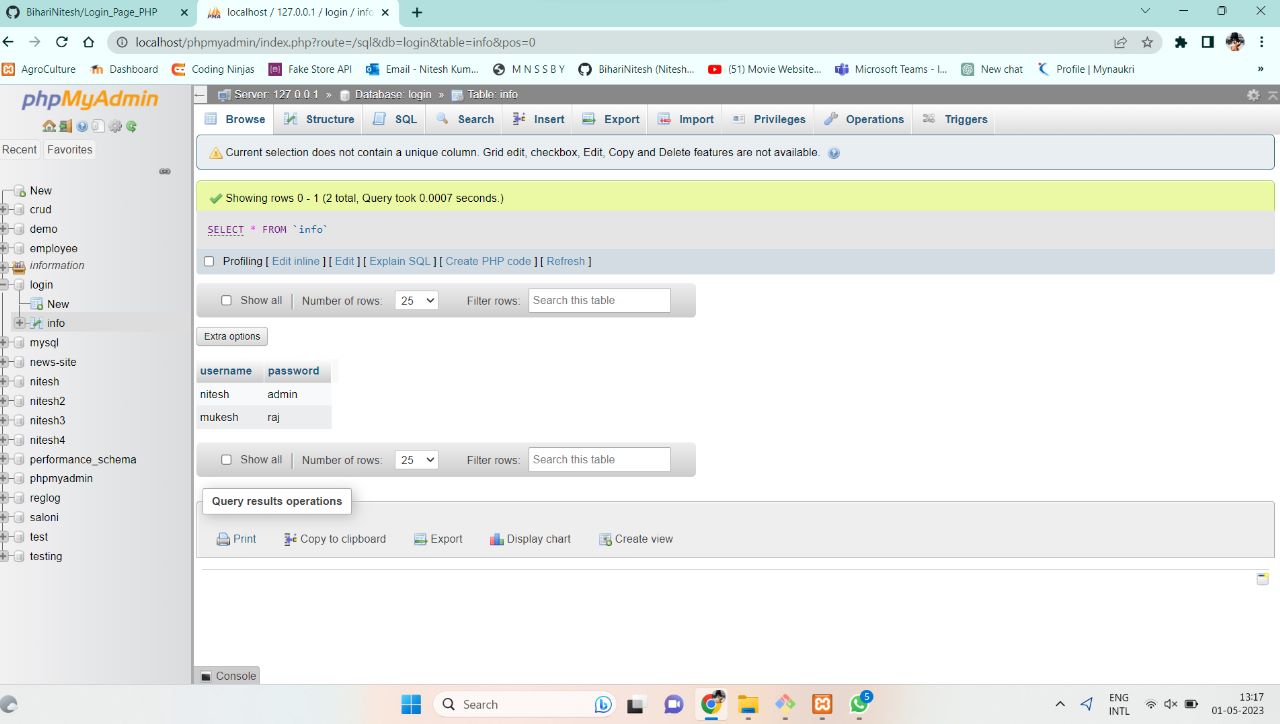 BihariNitesh/Login_Page_PHP
localhost / 127.0.0.1 / login / info
localhost/phpmyadmin/index.php?route=/sql&db=login&table=info&pos=0
AgroCulture Dashboard Coding Ninjas Fake Store API Email - Nitesh Kum... M N S S B Y BihariNitesh (Nitesh... (51) Movie Website... Microsoft Teams - I... New chat Profile | Mynaukri »
phpMyAdmin
Recent Favorites
New
crud
demo
employee
information
login
New
info
mysql
news-site
nitesh
nitesh2
nitesh3
nitesh4
performance_schema
phpmyadmin
reglog
saloni
test
testing
Server: 127.0.0.1 » Database: login » Table: info
Browse Structure SQL Search Insert Export Import Privileges Operations Triggers
Current selection does not contain a unique column. Grid edit, checkbox, Edit, Copy and Delete features are not available.
Showing rows 0 - 1 (2 total, Query took 0.0007 seconds.)
SELECT * FROM `info`
Profiling [ Edit inline ] [ Edit ] [ Explain SQL ] [ Create PHP code ] [ Refresh ]
Show all Number of rows: 25 Filter rows: Search this table
Extra options
username password
nitesh admin
mukesh raj
Show all Number of rows: 25 Filter rows: Search this table
Query results operations
Print Copy to clipboard Export Display chart Create view
Console
Search
5
ENG
INTL
13:17
01-05-2023